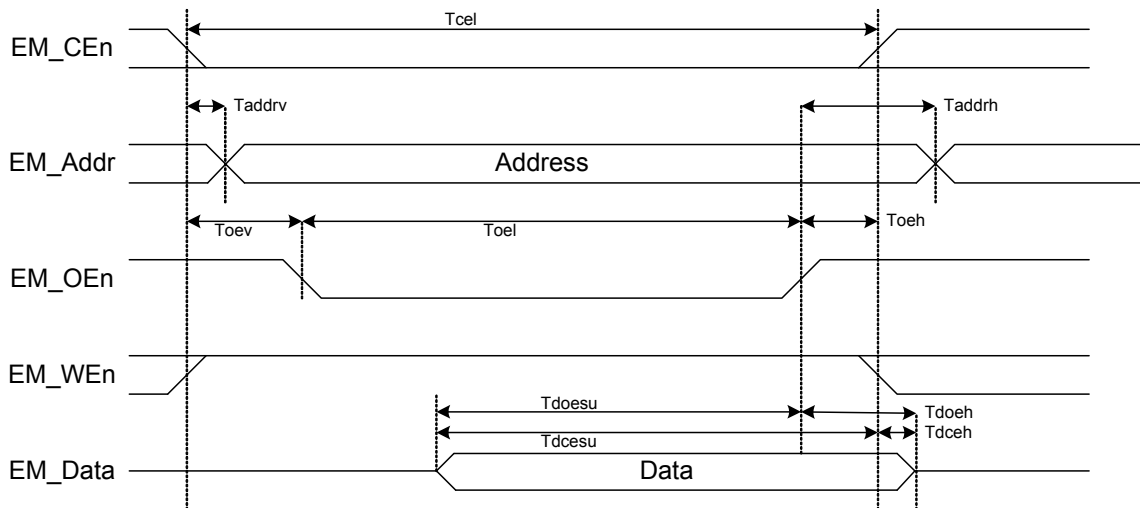 Tcel
EM_CEn
Taddrv
Taddrh
EM_Addr
Address
Toev
Toel
Toeh
EM_OEn
EM_WEn
Tdoesu
Tdoeh
Tdcesu
Tdceh
EM_Data
Data